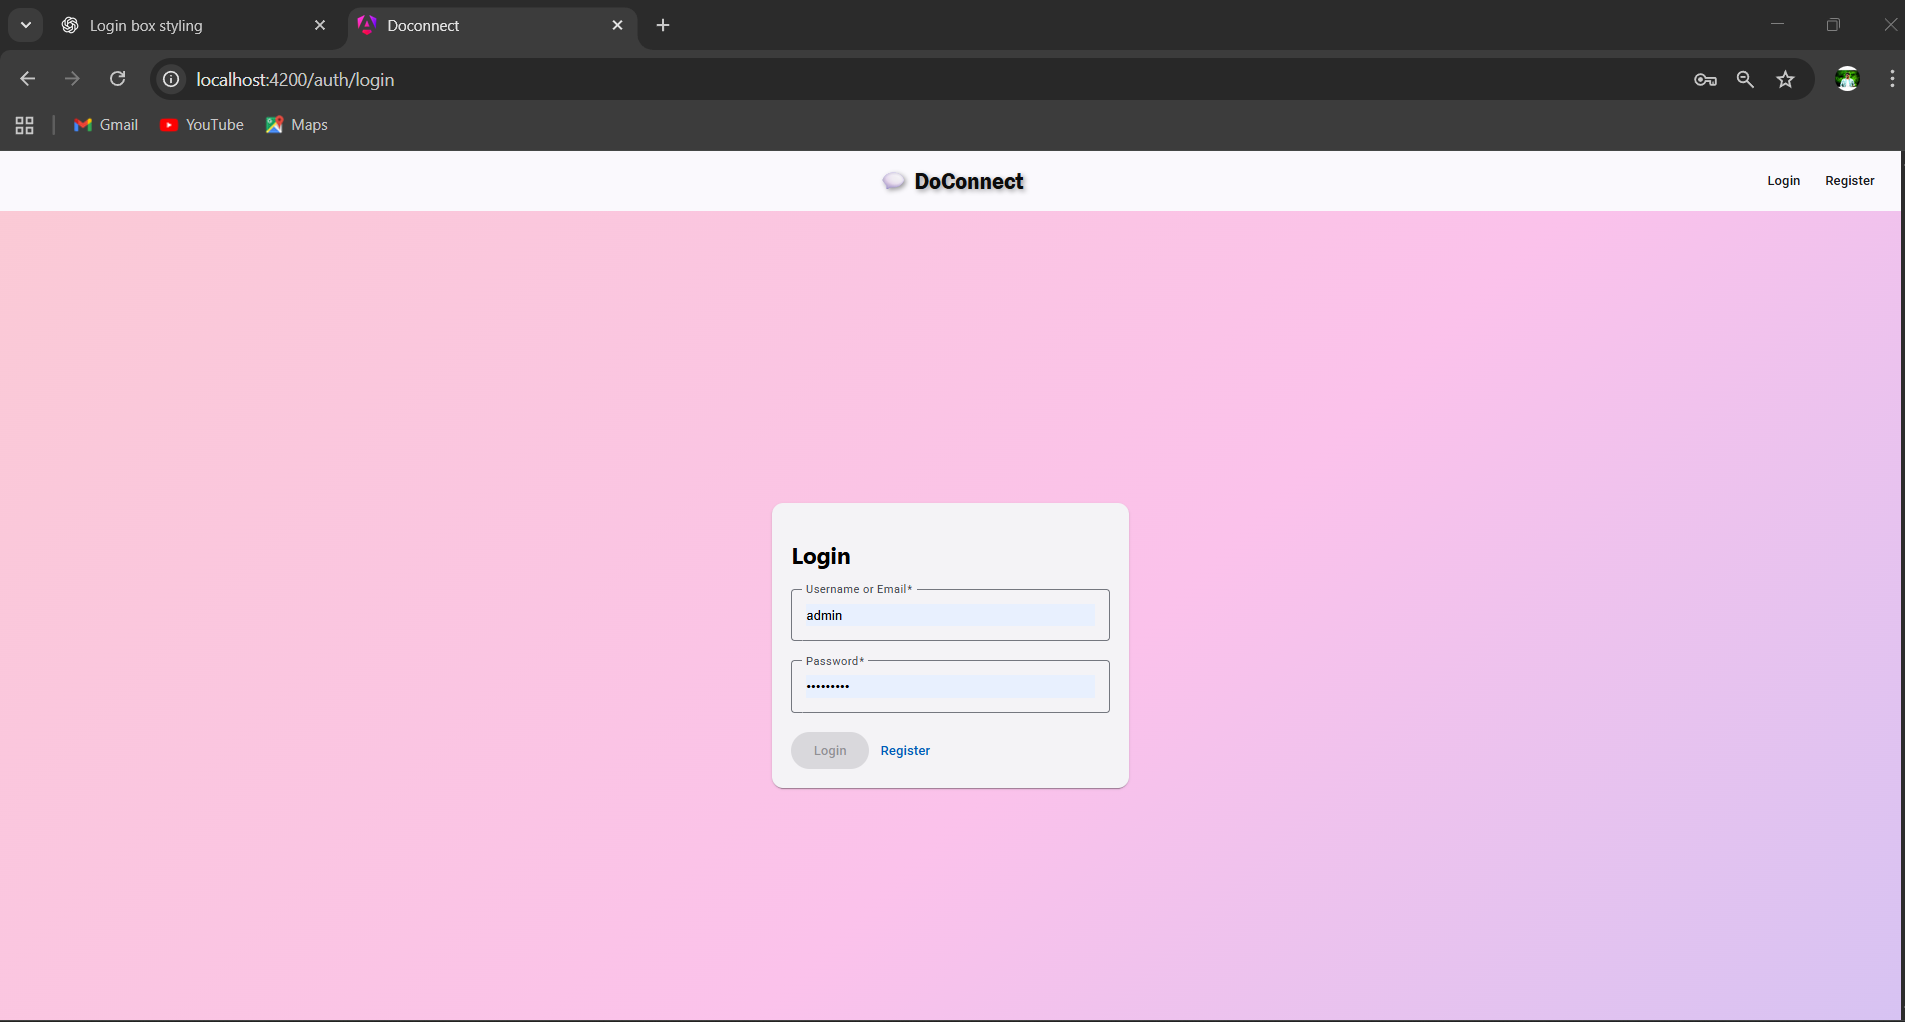 Login box styling
Doconnect
localhost:4200/auth/login
Gmail
YouTube
Maps
DoConnect
Login
Register
Login
Username or Email*
admin
Password*
•••••••••
Login
Register